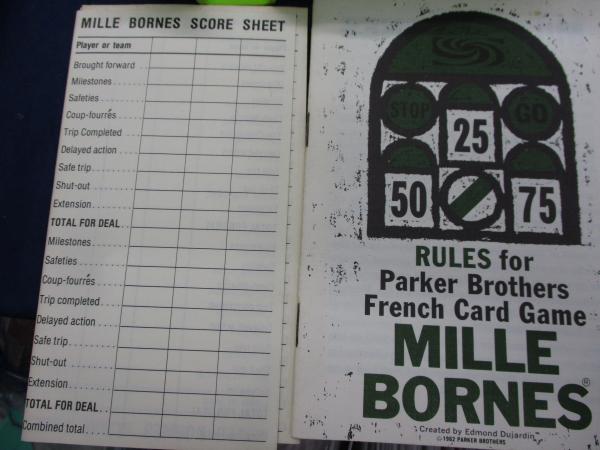 MILLE BORNES SCORE SHEET
Player or team
Brought forward
Milestones
Safeties
Coup-fourrés
Trip Completed
Delayed action
Safe trip
Shut-out
Extension
TOTAL FOR DEAL
Milestones
Safeties
Coup-fourrés
Trip completed
Delayed action
Safe trip
Shut-out
Extension
TOTAL FOR DEAL
Combined total
STOP
GO
25
50
75
RULES for
Parker Brothers
French Card Game
MILLE
BORNES®
Created by Edmond Dujardin
©1962 PARKER BROTHERS